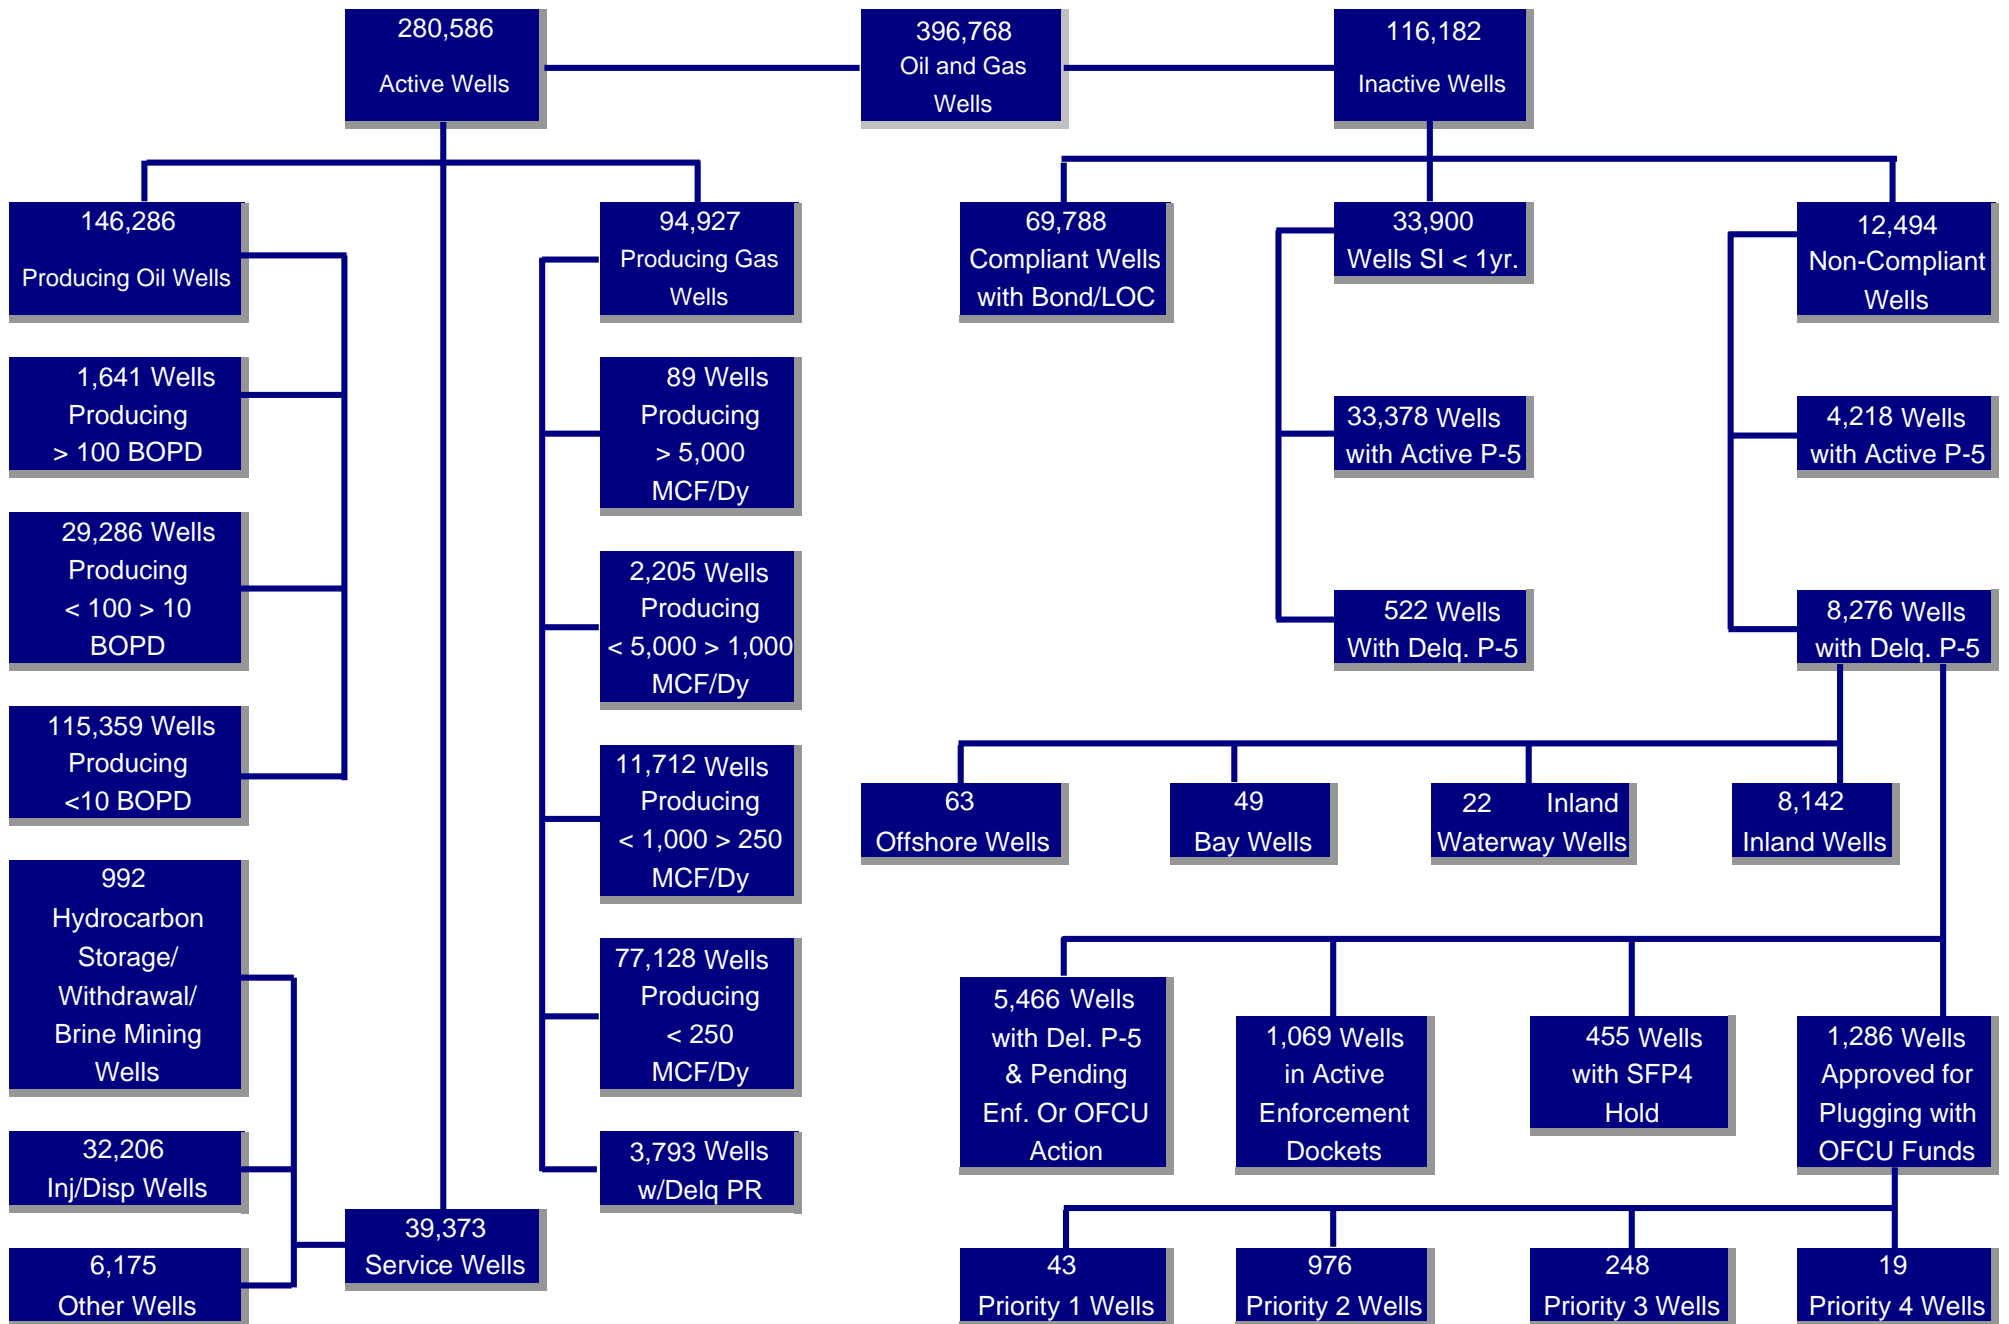 280,586
Active Wells
396,768
Oil and Gas
Wells
116,182
Inactive Wells
146,286
Producing Oil Wells
94,927
Producing Gas
Wells
69,788
Compliant Wells
with Bond/LOC
33,900
Wells SI < 1yr.
12,494
Non-Compliant
Wells
1,641 Wells
Producing
> 100 BOPD
89 Wells
Producing
> 5,000
MCF/Dy
33,378 Wells
with Active P-5
4,218 Wells
with Active P-5
29,286 Wells
Producing
< 100 > 10
BOPD
2,205 Wells
Producing
< 5,000 > 1,000
MCF/Dy
522 Wells
With Delq. P-5
8,276 Wells
with Delq. P-5
115,359 Wells
Producing
<10 BOPD
11,712 Wells
Producing
< 1,000 > 250
MCF/Dy
63
Offshore Wells
49
Bay Wells
22 Inland
Waterway Wells
8,142
Inland Wells
992
Hydrocarbon
Storage/
Withdrawal/
Brine Mining
Wells
77,128 Wells
Producing
< 250
MCF/Dy
5,466 Wells
with Del. P-5
& Pending
Enf. Or OFCU
Action
1,069 Wells
in Active
Enforcement
Dockets
455 Wells
with SFP4
Hold
1,286 Wells
Approved for
Plugging with
OFCU Funds
32,206
Inj/Disp Wells
3,793 Wells
w/Delq PR
39,373
Service Wells
6,175
Other Wells
43
Priority 1 Wells
976
Priority 2 Wells
248
Priority 3 Wells
19
Priority 4 Wells